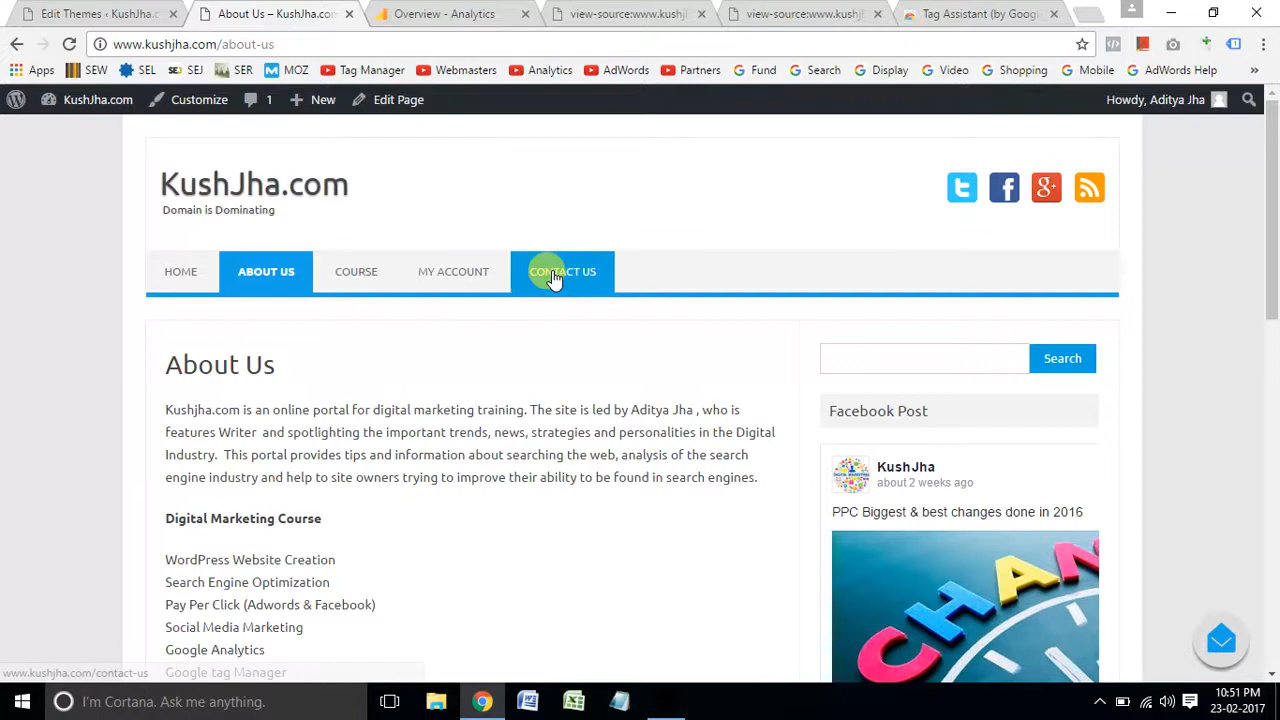 Edit Themes ‹ KushJha.c
About Us – KushJha.com
Overview - Analytics
view-source:www.kushjh
view-source:www.kushjh
Tag Assistant (by Google
www.kushjha.com/about-us
Apps SEW SEL SEJ SER MOZ Tag Manager Webmasters Analytics AdWords Partners Fund Search Display Video Shopping Mobile AdWords Help »
KushJha.com Customize 1 New Edit Page Howdy, Aditya Jha
KushJha.com
Domain is Dominating
HOME ABOUT US COURSE MY ACCOUNT CONTACT US
About Us
Search
Kushjha.com is an online portal for digital marketing training. The site is led by Aditya Jha , who is
features Writer and spotlighting the important trends, news, strategies and personalities in the Digital
Industry. This portal provides tips and information about searching the web, analysis of the search
engine industry and help to site owners trying to improve their ability to be found in search engines.
Digital Marketing Course
WordPress Website Creation
Search Engine Optimization
Pay Per Click (Adwords & Facebook)
Social Media Marketing
Google Analytics
Google tag Manager
Facebook Post
KushJha
about 2 weeks ago
PPC Biggest & best changes done in 2016
CHAN
www.kushjha.com/contact-us
I'm Cortana. Ask me anything.
10:51 PM
23-02-2017